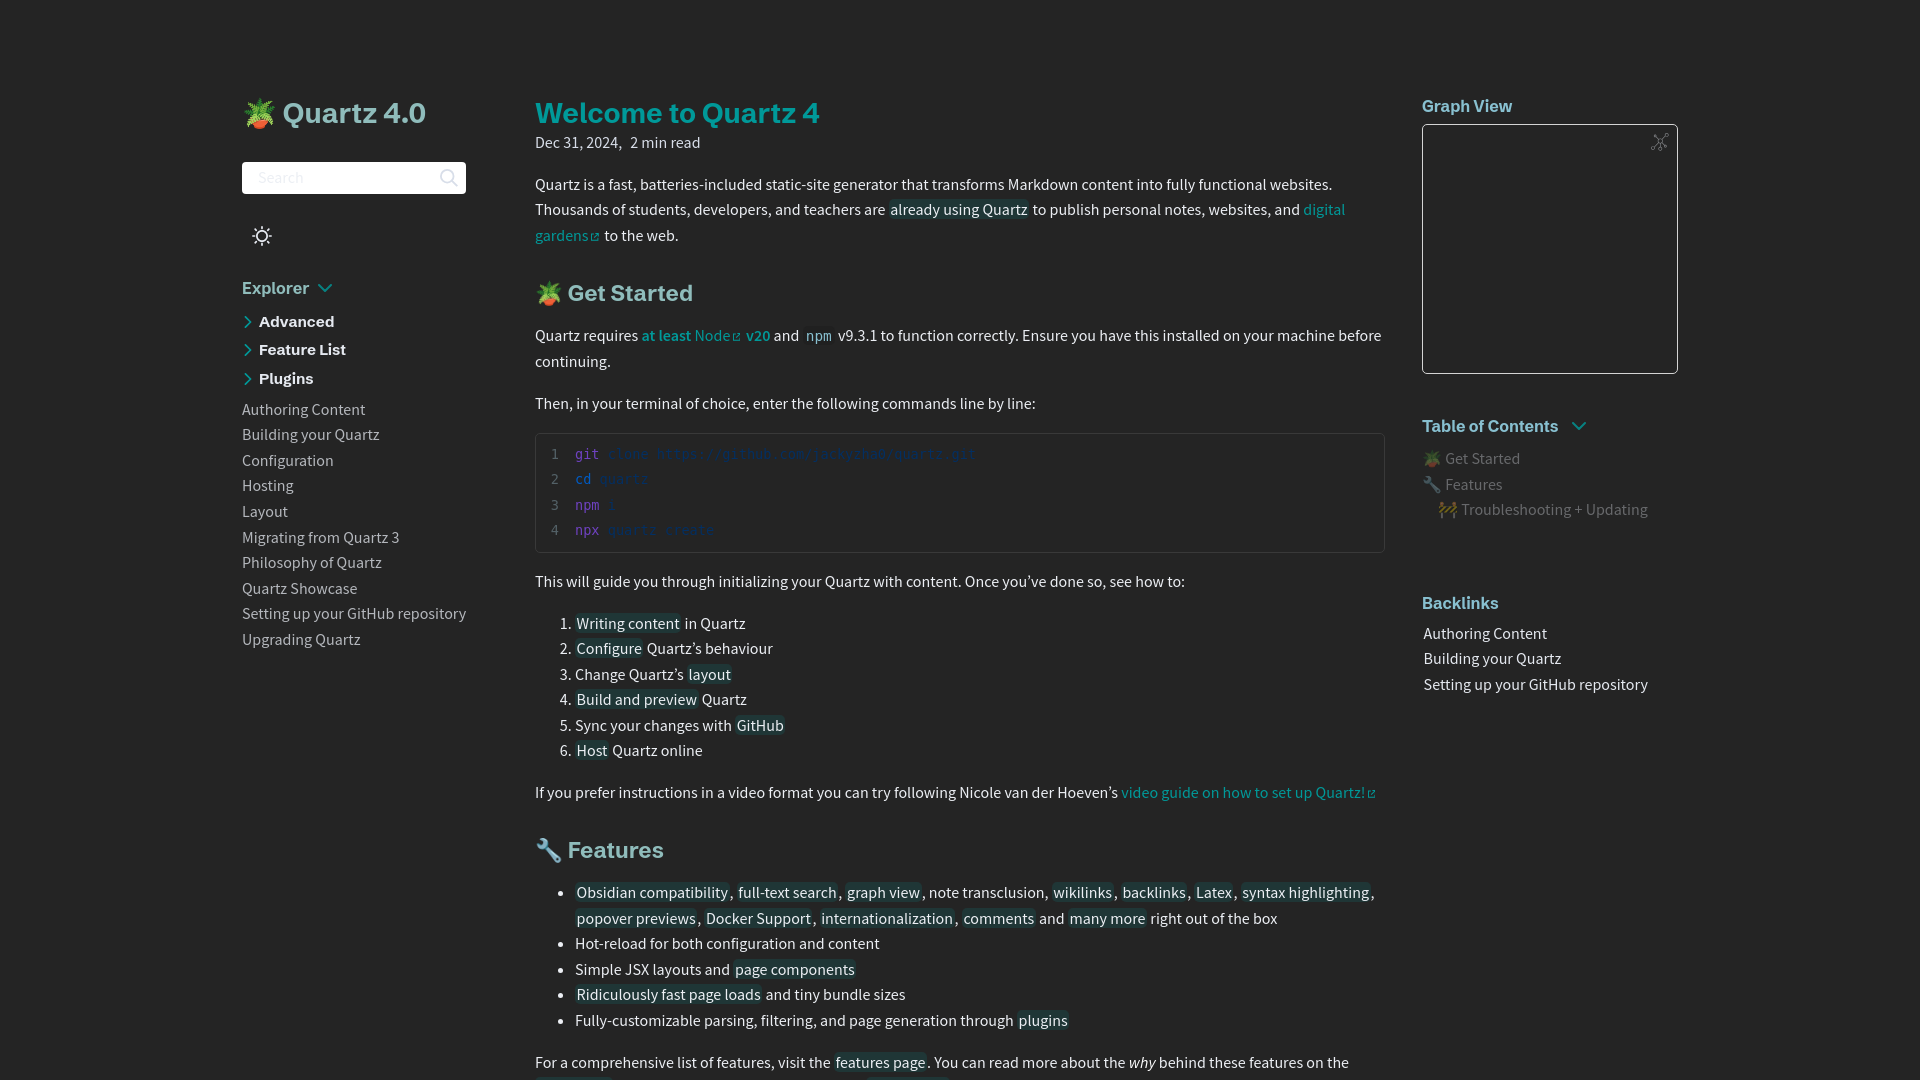 Quartz 4.0
Search
Explorer
Advanced
Feature List
Plugins
Authoring Content
Building your Quartz
Configuration
Hosting
Layout
Migrating from Quartz 3
Philosophy of Quartz
Quartz Showcase
Setting up your GitHub repository
Upgrading Quartz
Welcome to Quartz 4
Dec 31, 2024, 2 min read
Quartz is a fast, batteries-included static-site generator that transforms Markdown content into fully functional websites.
Thousands of students, developers, and teachers are already using Quartz to publish personal notes, websites, and digital
gardens to the web.
Get Started
Quartz requires at least Node v20 and npm v9.3.1 to function correctly. Ensure you have this installed on your machine before
continuing.
Then, in your terminal of choice, enter the following commands line by line:
1 git
2 cd
3 npm
4 npx
This will guide you through initializing your Quartz with content. Once you’ve done so, see how to:
1. Writing content in Quartz
2. Configure Quartz’s behaviour
3. Change Quartz’s layout
4. Build and preview Quartz
5. Sync your changes with GitHub
6. Host Quartz online
If you prefer instructions in a video format you can try following Nicole van der Hoeven’s video guide on how to set up Quartz!
Features
• Obsidian compatibility, full-text search, graph view, note transclusion, wikilinks, backlinks, Latex, syntax highlighting,
popover previews, Docker Support, internationalization, comments and many more right out of the box
• Hot-reload for both configuration and content
• Simple JSX layouts and page components
• Ridiculously fast page loads and tiny bundle sizes
• Fully-customizable parsing, filtering, and page generation through plugins
For a comprehensive list of features, visit the features page. You can read more about the why behind these features on the
Graph View
Table of Contents
Get Started
Features
Troubleshooting + Updating
Backlinks
Authoring Content
Building your Quartz
Setting up your GitHub repository